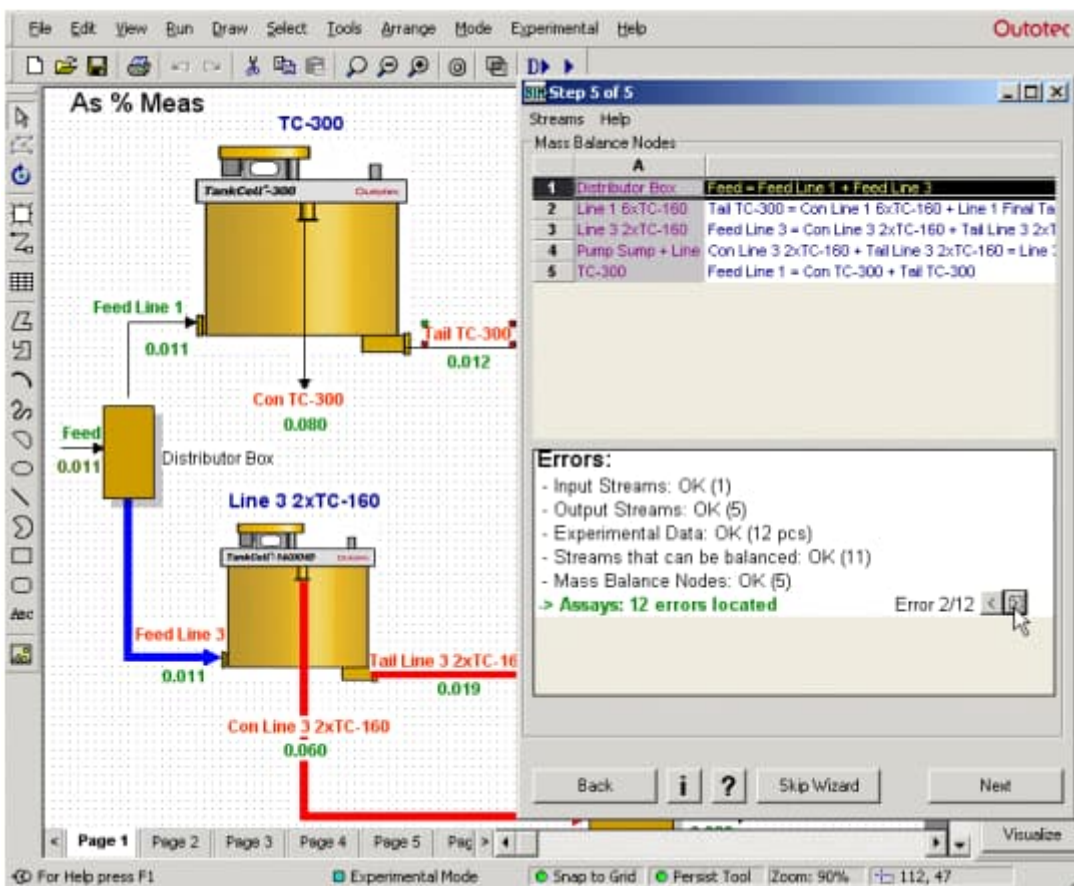 File Edit View Run Draw Select Tools Arrange Mode Experimental Help
Outotec
As % Meas
TC-300
TankCell®-300 Outotec
Feed Line 1
0.011
Tail TC-300
0.012
Con TC-300
0.080
Feed
0.011
Distributor Box
Line 3 2xTC-160
Outotec
Feed Line 3
0.011
Tail Line 3 2xTC-16
0.019
Con Line 3 2xTC-160
0.060
Step 5 of 5
Streams Help
Mass Balance Nodes
A
1 Distributor Box Feed = Feed Line 1 + Feed Line 3
2 Line 1 6xTC-160 Tail TC-300 = Con Line 1 6xTC-160 + Line 1 Final Ta
3 Line 3 2xTC-160 Feed Line 3 = Con Line 3 2xTC-160 + Tail Line 3 2xT
4 Pump Sump + Line Con Line 3 2xTC-160 + Tail Line 3 2xTC-160 = Line
5 TC-300 Feed Line 1 = Con TC-300 + Tail TC-300
Errors:
- Input Streams: OK (1)
- Output Streams: OK (5)
- Experimental Data: OK (12 pcs)
- Streams that can be balanced: OK (11)
- Mass Balance Nodes: OK (5)
-> Assays: 12 errors located Error 2/12 <
Back i ? Skip Wizard Next
< Page 1 Page 2 Page 3 Page 4 Page 5 Pag > Visualize
For Help press F1 Experimental Mode Snap to Grid Persist Tool Zoom: 90% 112, 47
Abc